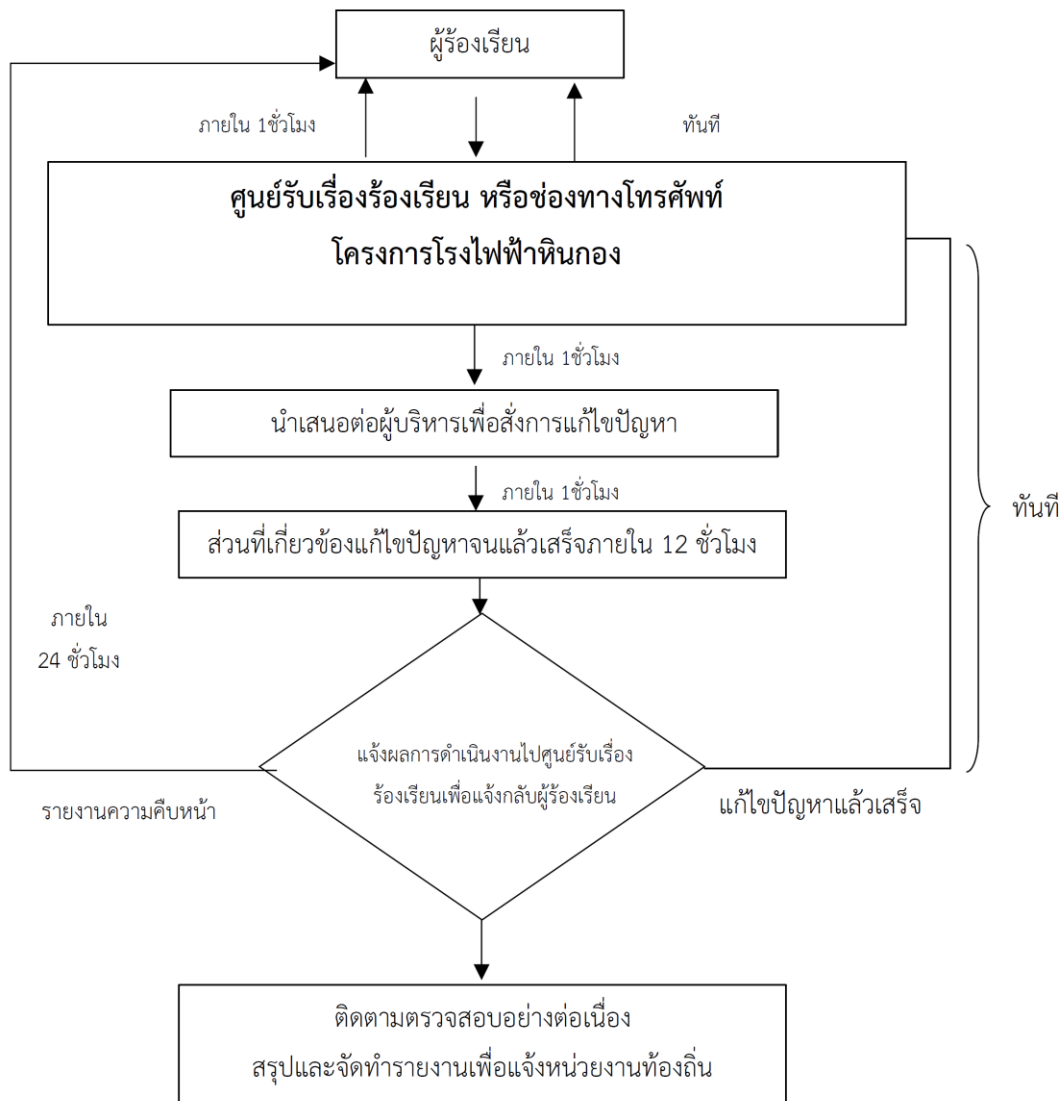 ผู้ร้องเรียน
ภายใน 1ชั่วโมง
ทันที
ศูนย์รับเรื่องร้องเรียน หรือช่องทางโทรศัพท์
โครงการโรงไฟฟ้าหินกอง
ภายใน 1ชั่วโมง
นำเสนอต่อผู้บริหารเพื่อสั่งการแก้ไขปัญหา
ภายใน 1ชั่วโมง
ทันที
ส่วนที่เกี่ยวข้องแก้ไขปัญหาจนแล้วเสร็จภายใน 12 ชั่วโมง
ภายใน
24 ชั่วโมง
แจ้งผลการดำเนินงานไปศูนย์รับเรื่อง
ร้องเรียนเพื่อแจ้งกลับผู้ร้องเรียน
รายงานความคืบหน้า
แก้ไขปัญหาแล้วเสร็จ
ติดตามตรวจสอบอย่างต่อเนื่อง
สรุปและจัดทำรายงานเพื่อแจ้งหน่วยงานท้องถิ่น